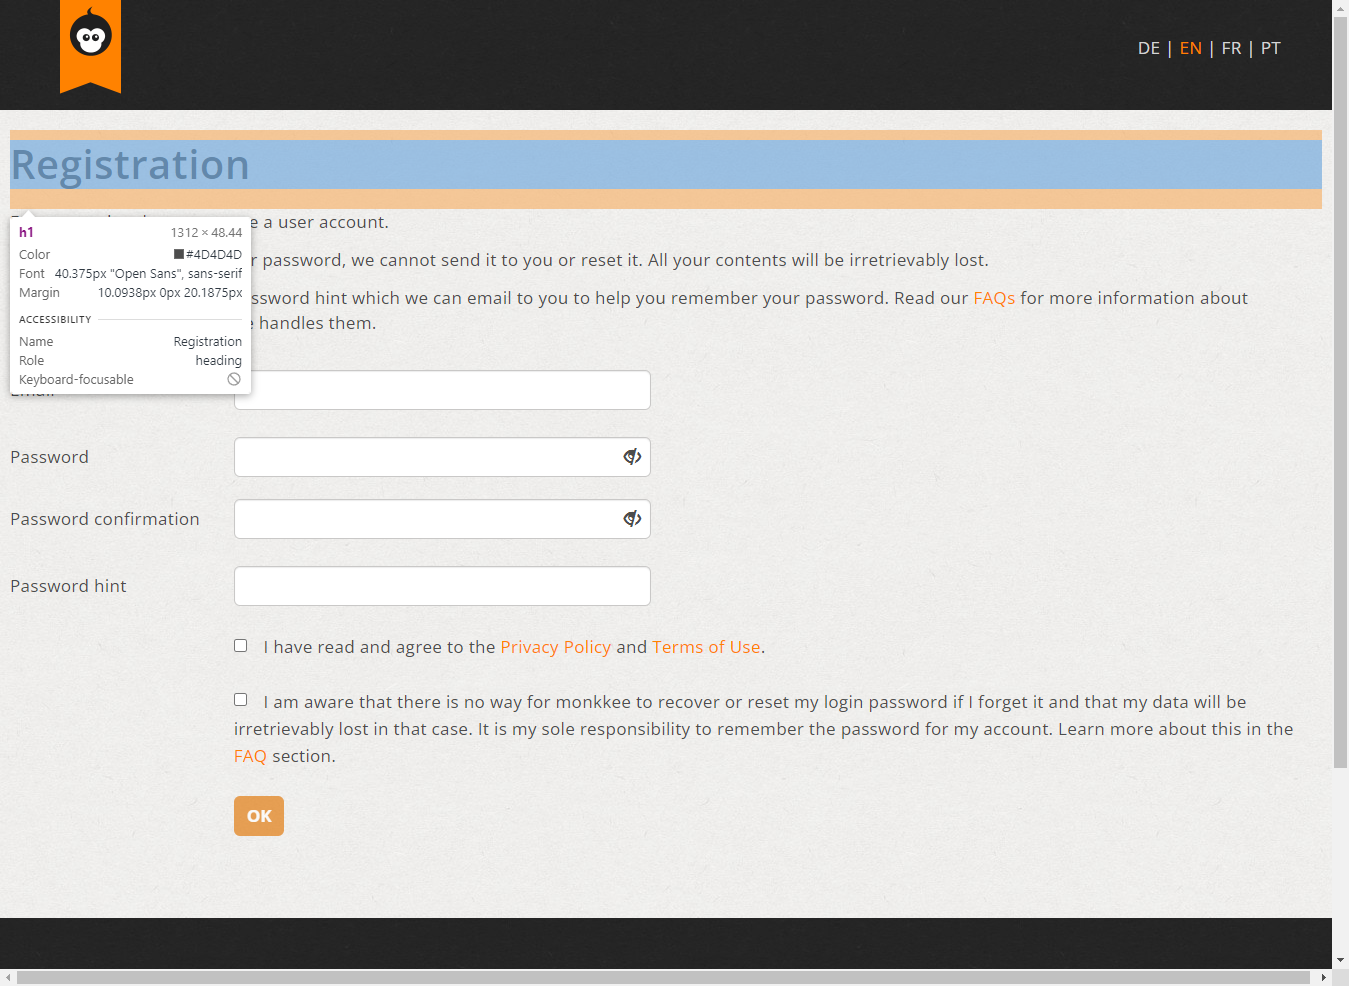 DE | EN | FR | PT
Registration
e a user account.
h1 1312 × 48.44
Color #4D4D4D
r password, we cannot send it to you or reset it. All your contents will be irretrievably lost.
Font 40.375px "Open Sans", sans-serif
Margin 10.0938px 0px 20.1875px
ssword hint which we can email to you to help you remember your password. Read our FAQs for more information about
ACCESSIBILITY
handles them.
Name Registration
Role heading
Keyboard-focusable
Email
Password
Password confirmation
Password hint
I have read and agree to the Privacy Policy and Terms of Use.
I am aware that there is no way for monkkee to recover or reset my login password if I forget it and that my data will be
irretrievably lost in that case. It is my sole responsibility to remember the password for my account. Learn more about this in the
FAQ section.
OK